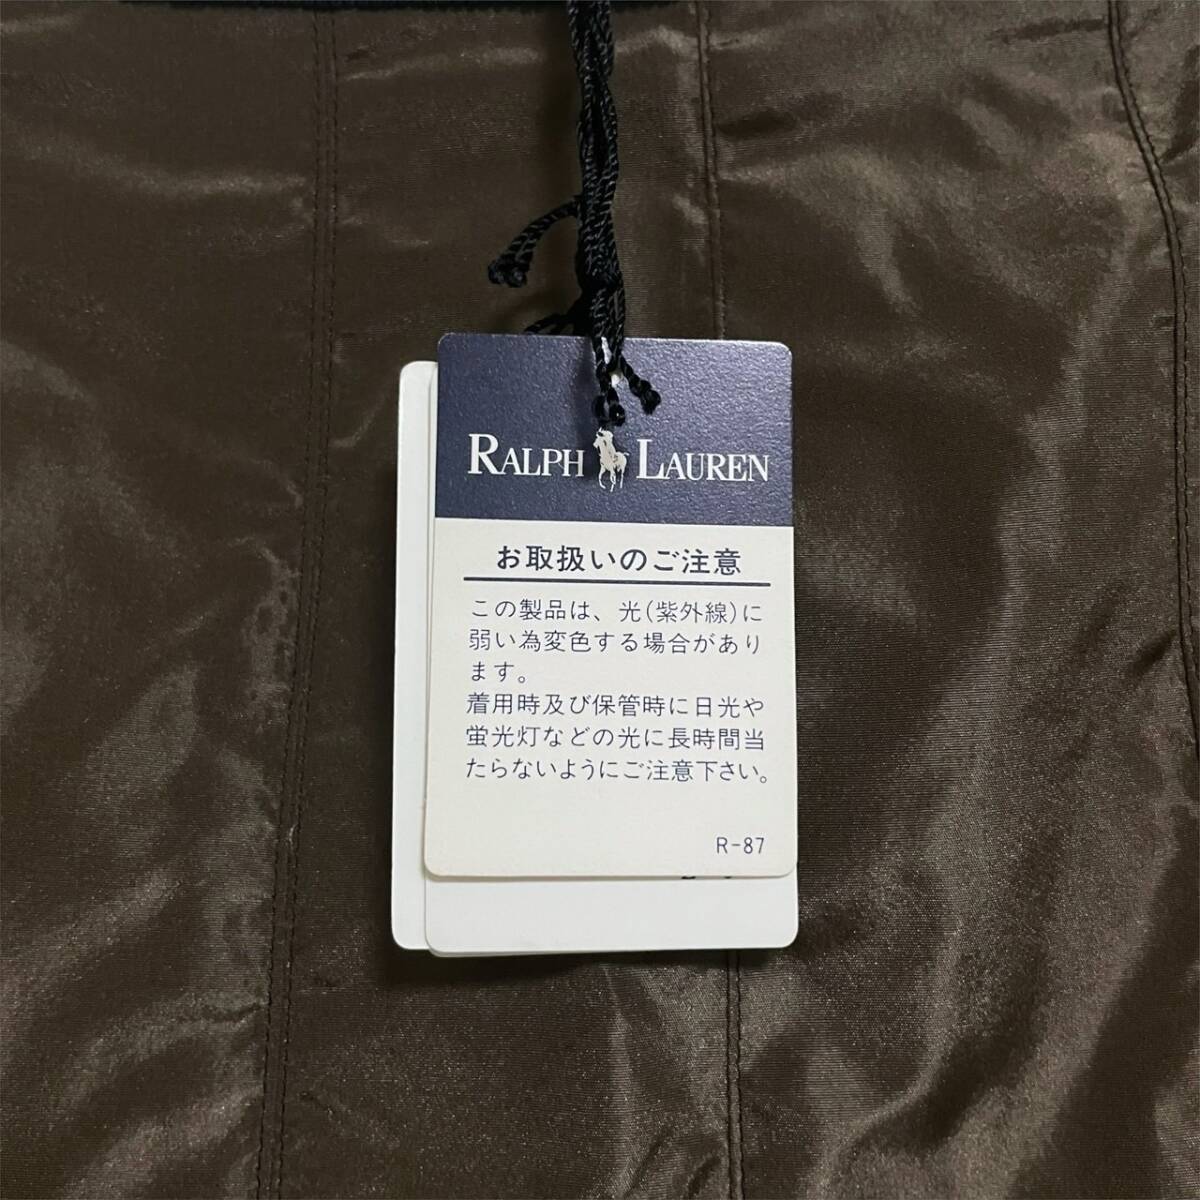 RALPH LAUREN
お取扱いのご注意
この製品は、光(紫外線)に
弱い為変色する場合があり
ます。
着用時及び保管時に日光や
蛍光灯などの光に長時間当
たらないようにご注意下さい。
R-87